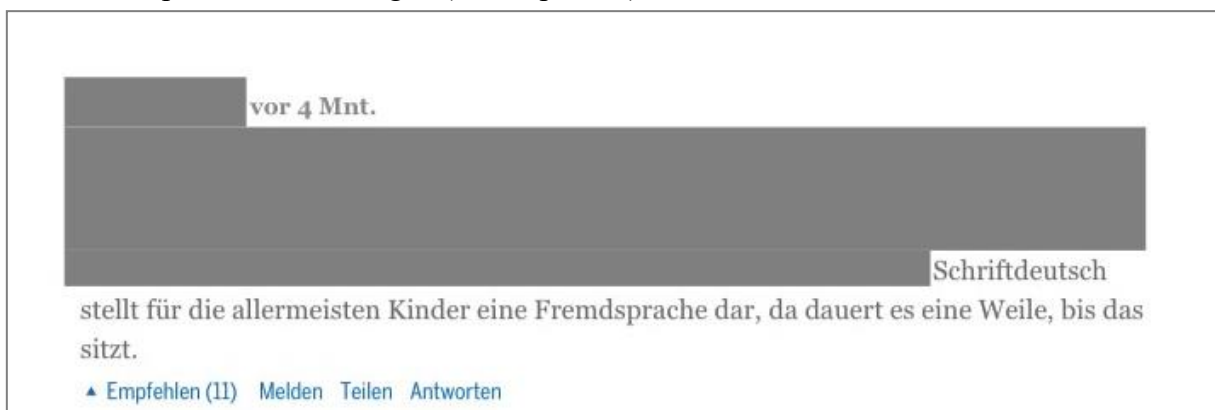 vor 4 Mnt.
Schriftdeutsch
stellt für die allermeisten Kinder eine Fremdsprache dar, da dauert es eine Weile, bis das
sitzt.
▲ Empfehlen (11) Melden Teilen Antworten